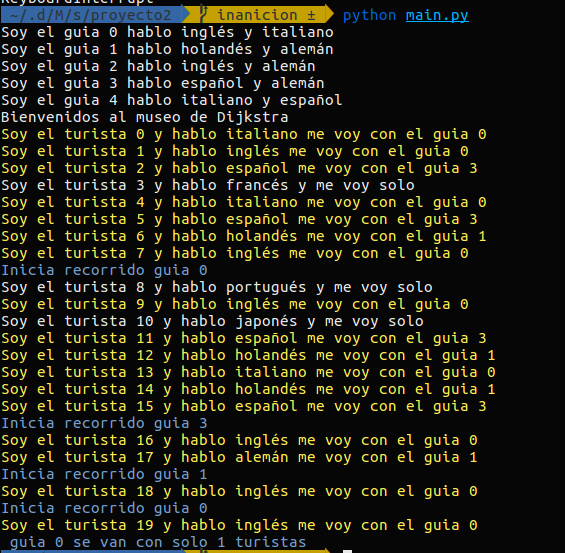 KeyboardInterrupt
~/.d/M/s/proyecto2 inanicion ± python main.py
Soy el guia 0 hablo inglés y italiano
Soy el guia 1 hablo holandés y alemán
Soy el guia 2 hablo inglés y alemán
Soy el guia 3 hablo español y alemán
Soy el guia 4 hablo italiano y español
Bienvenidos al museo de Dijkstra
Soy el turista 0 y hablo italiano me voy con el guia 0
Soy el turista 1 y hablo inglés me voy con el guia 0
Soy el turista 2 y hablo español me voy con el guia 3
Soy el turista 3 y hablo francés y me voy solo
Soy el turista 4 y hablo italiano me voy con el guia 0
Soy el turista 5 y hablo español me voy con el guia 3
Soy el turista 6 y hablo holandés me voy con el guia 1
Soy el turista 7 y hablo inglés me voy con el guia 0
Inicia recorrido guia 0
Soy el turista 8 y hablo portugués y me voy solo
Soy el turista 9 y hablo inglés me voy con el guia 0
Soy el turista 10 y hablo japonés y me voy solo
Soy el turista 11 y hablo español me voy con el guia 3
Soy el turista 12 y hablo holandés me voy con el guia 1
Soy el turista 13 y hablo italiano me voy con el guia 0
Soy el turista 14 y hablo holandés me voy con el guia 1
Soy el turista 15 y hablo español me voy con el guia 3
Inicia recorrido guia 3
Soy el turista 16 y hablo inglés me voy con el guia 0
Soy el turista 17 y hablo alemán me voy con el guia 1
Inicia recorrido guia 1
Soy el turista 18 y hablo inglés me voy con el guia 0
Inicia recorrido guia 0
Soy el turista 19 y hablo inglés me voy con el guia 0
guia 0 se van con solo 1 turistas